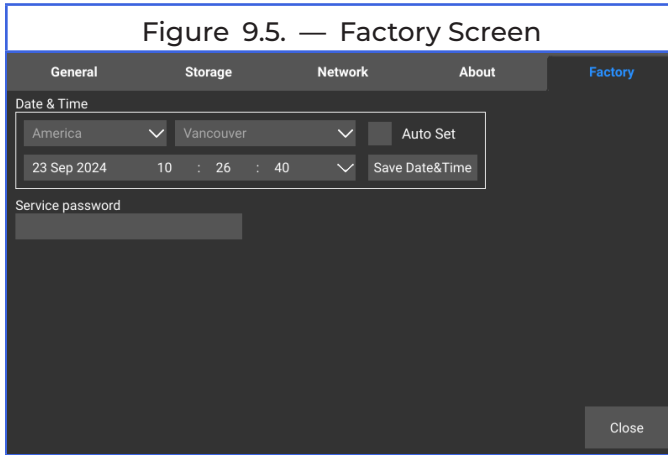 Figure 9.5. — Factory Screen
General Storage Network About Factory
Date & Time
America Vancouver Auto Set
23 Sep 2024 10 : 26 : 40 Save Date&Time
Service password
Close